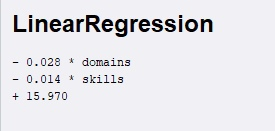 LinearRegression
- 0.028 * domains
- 0.014 * skills
+ 15.970